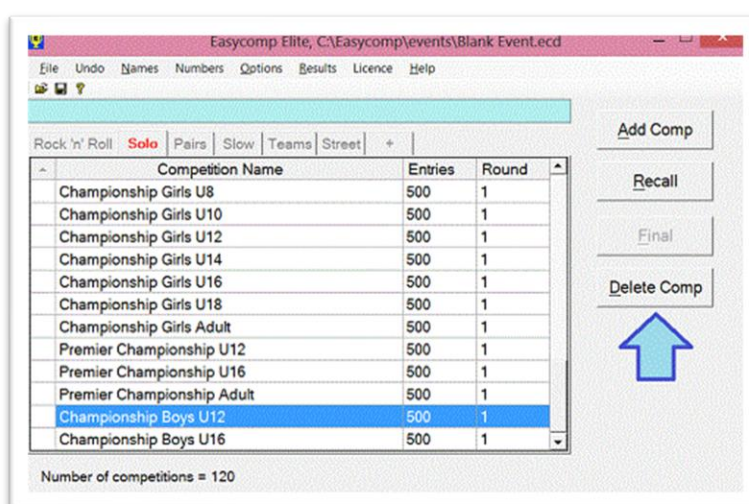 Easycomp Elite, C:\Easycomp\events\Blank Event.ecd
File Undo Names Numbers Options Results Licence Help
Rock 'n' Roll Solo Pairs Slow Teams Street +
Competition Name Entries Round
Championship Girls U8 500 1
Championship Girls U10 500 1
Championship Girls U12 500 1
Championship Girls U14 500 1
Championship Girls U16 500 1
Championship Girls U18 500 1
Championship Girls Adult 500 1
Premier Championship U12 500 1
Premier Championship U16 500 1
Premier Championship Adult 500 1
Championship Boys U12 500 1
Championship Boys U16 500 1
Number of competitions = 120
Add Comp
Recall
Final
Delete Comp